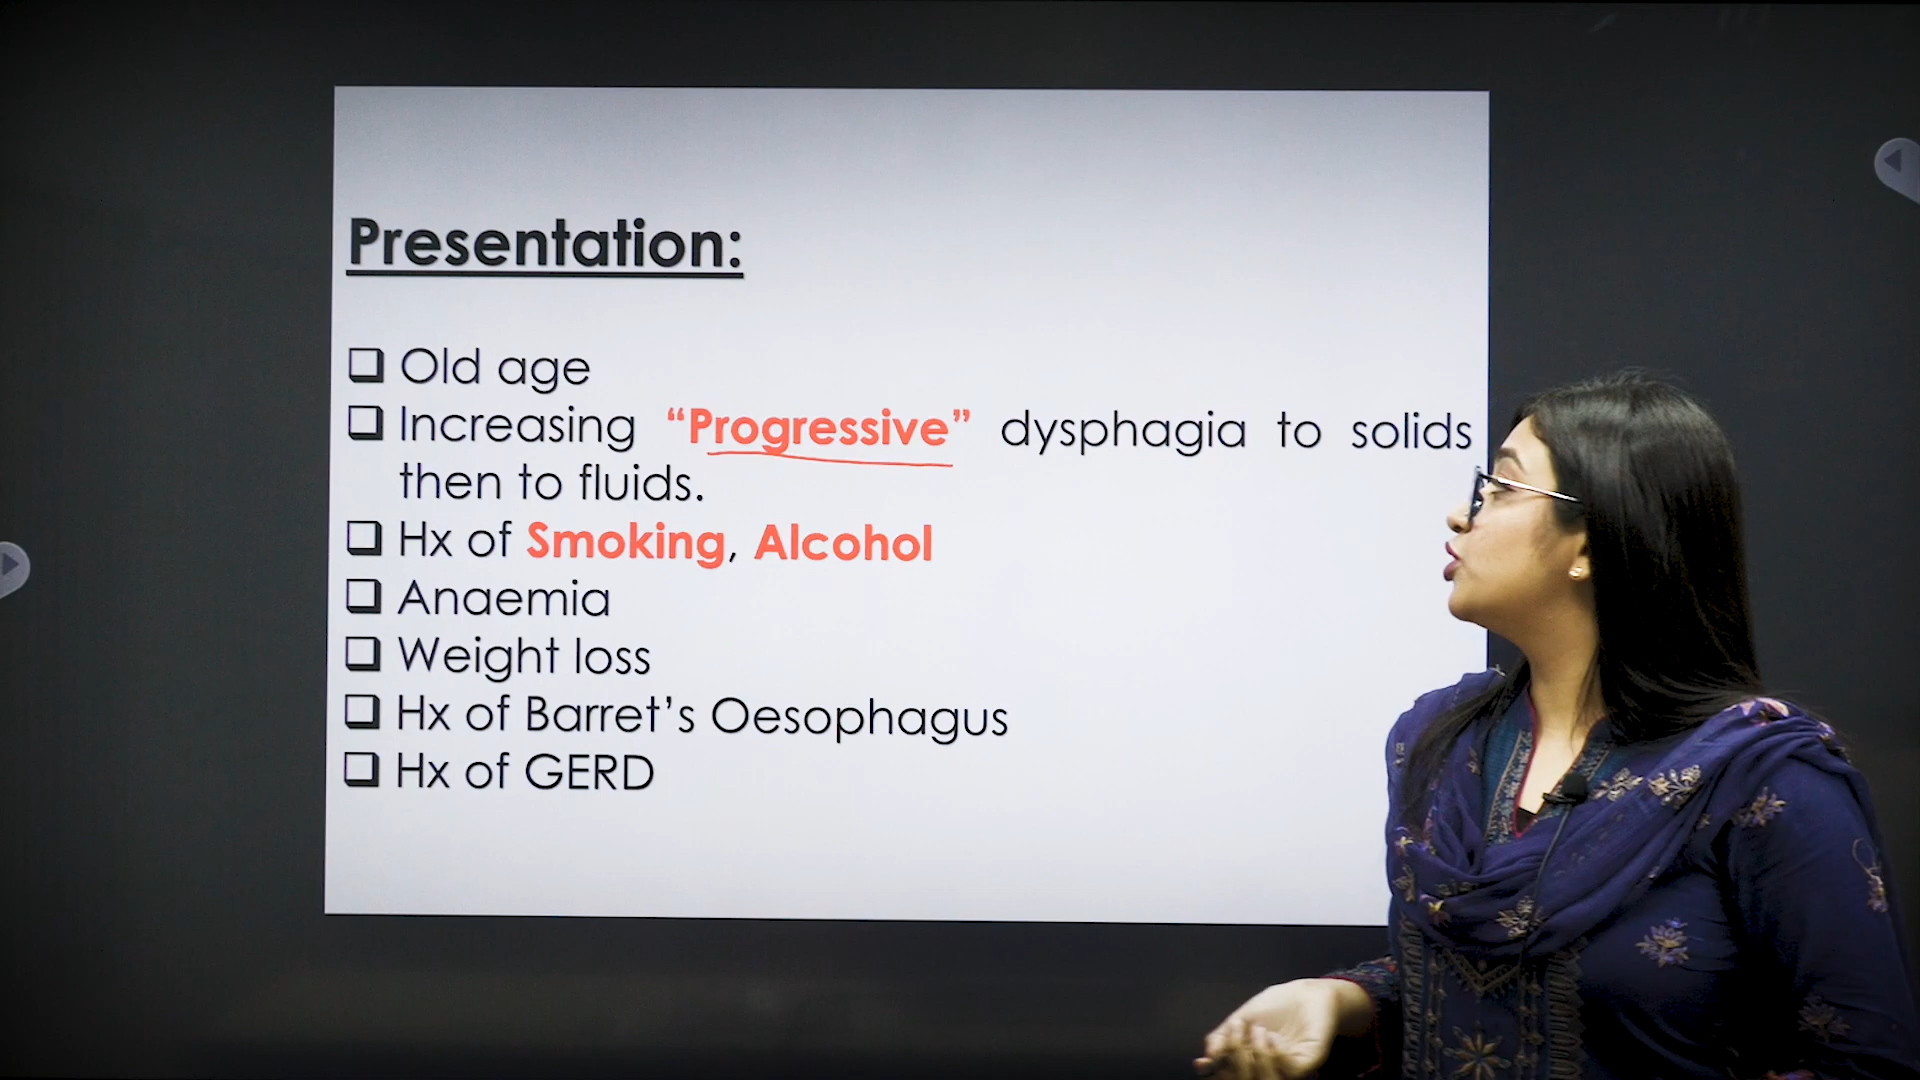 Presentation:
❑ Old age
❑ Increasing “Progressive” dysphagia to solids
then to fluids.
❑ Hx of Smoking, Alcohol
❑ Anaemia
❑ Weight loss
❑ Hx of Barret’s Oesophagus
❑ Hx of GERD